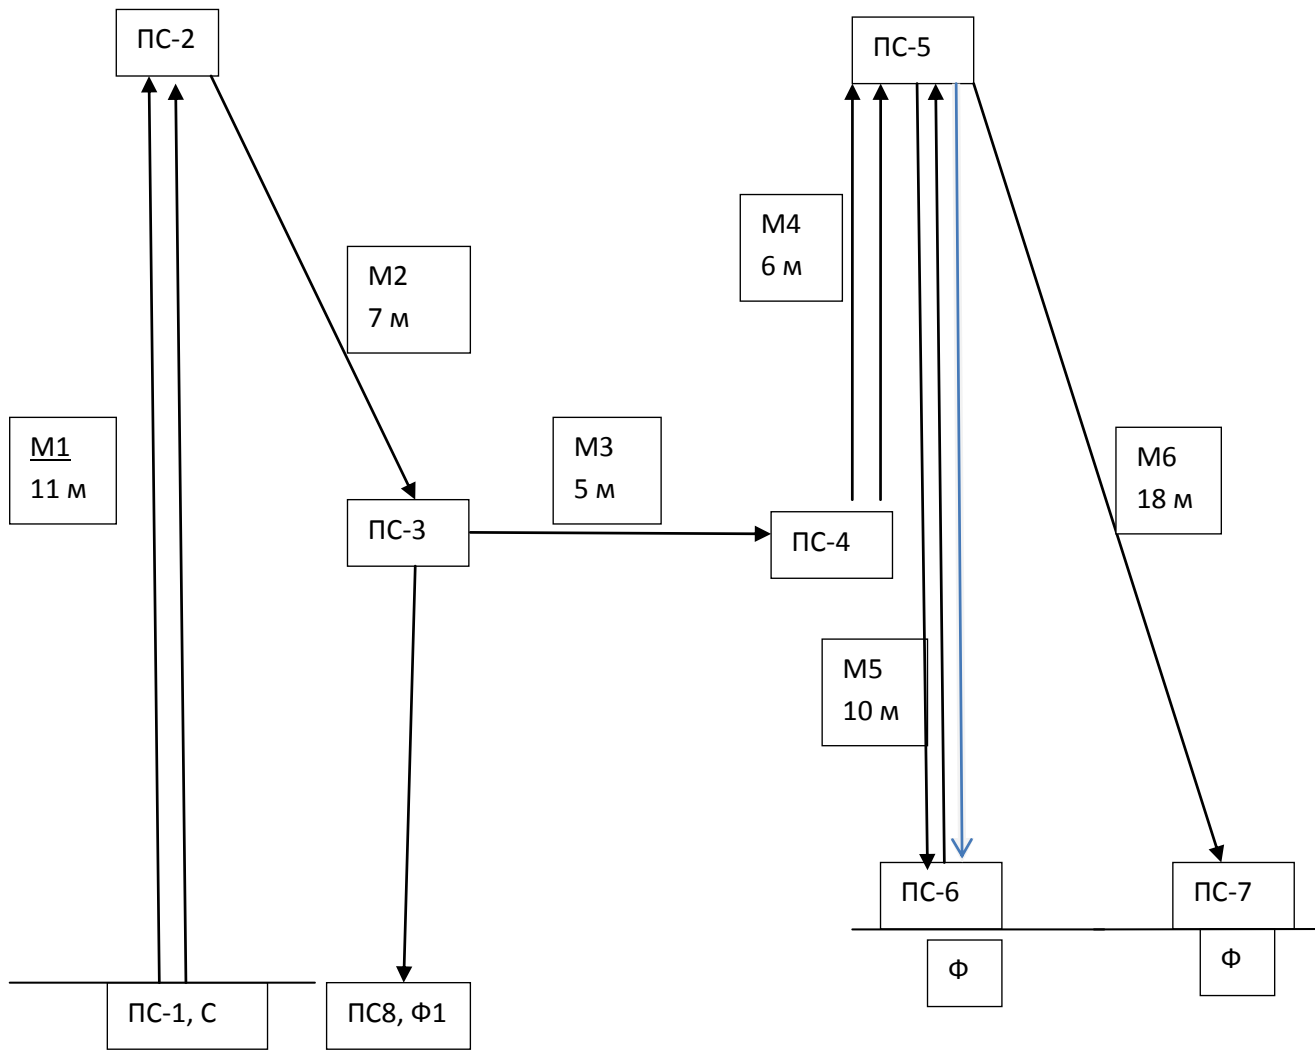 ПС-2
ПС-5
М4
6 м
М2
7 м
М1
11 м
М3
5 м
М6
18 м
ПС-3
ПС-4
М5
10 м
ПС-6
ПС-7
Ф
Ф
ПС-1, С
ПС8, Ф1